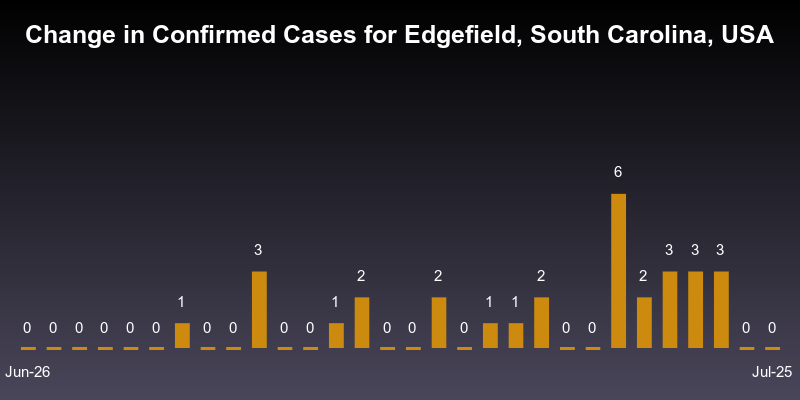 Change in Confirmed Cases for Edgefield, South Carolina, USA
6
3 3 3 3
2 2 2 2
1 1 1 1
0 0 0 0 0 0 0 0 0 0 0 0 0 0 0 0 0
Jun-26 Jul-25